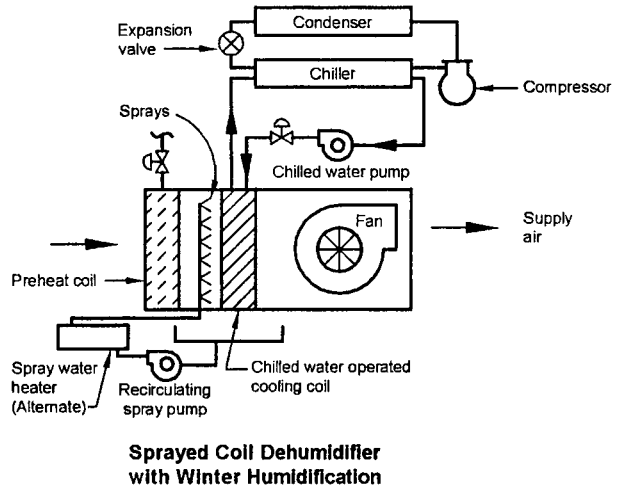 Condenser
Expansion
valve
Chiller
Compressor
Sprays
Chilled water pump
Fan
Supply
air
Preheat coil
Spray water
heater
(Alternate)
Recirculating
spray pump
Chilled water operated
cooling coil
Sprayed Coil Dehumidifier
with Winter Humidification